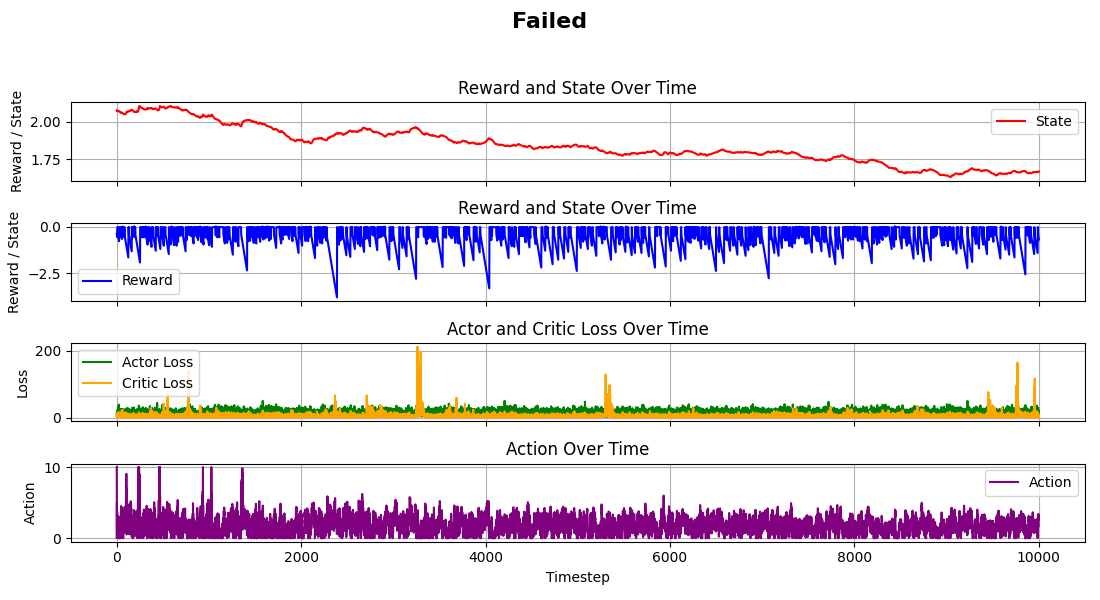 Failed
Reward and State Over Time
Reward / State
2.00
1.75
State
Reward and State Over Time
Reward / State
0.0
−2.5
Reward
Actor and Critic Loss Over Time
Loss
200
0
Actor Loss
Critic Loss
Action Over Time
Action
10
0
Action
0 2000 4000 6000 8000 10000
Timestep